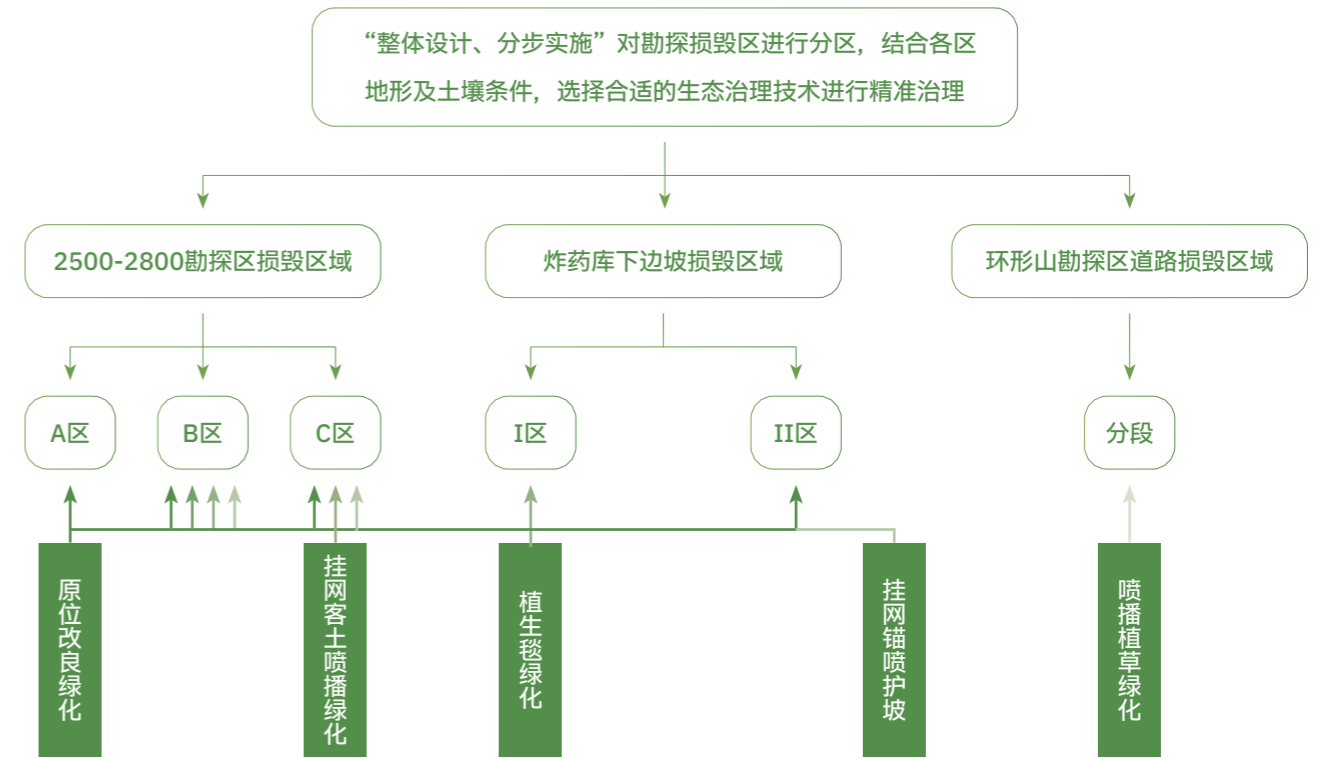 “整体设计、分步实施”对勘探损毁区进行分区，结合各区
地形及土壤条件，选择合适的生态治理技术进行精准治理
2500-2800勘探区损毁区域
炸药库下边坡损毁区域
环形山勘探区道路损毁区域
A区
B区
C区
I区
II区
分段
原位改良绿化
挂网客土喷播绿化
植生毯绿化
挂网锚喷护坡
喷播植草绿化